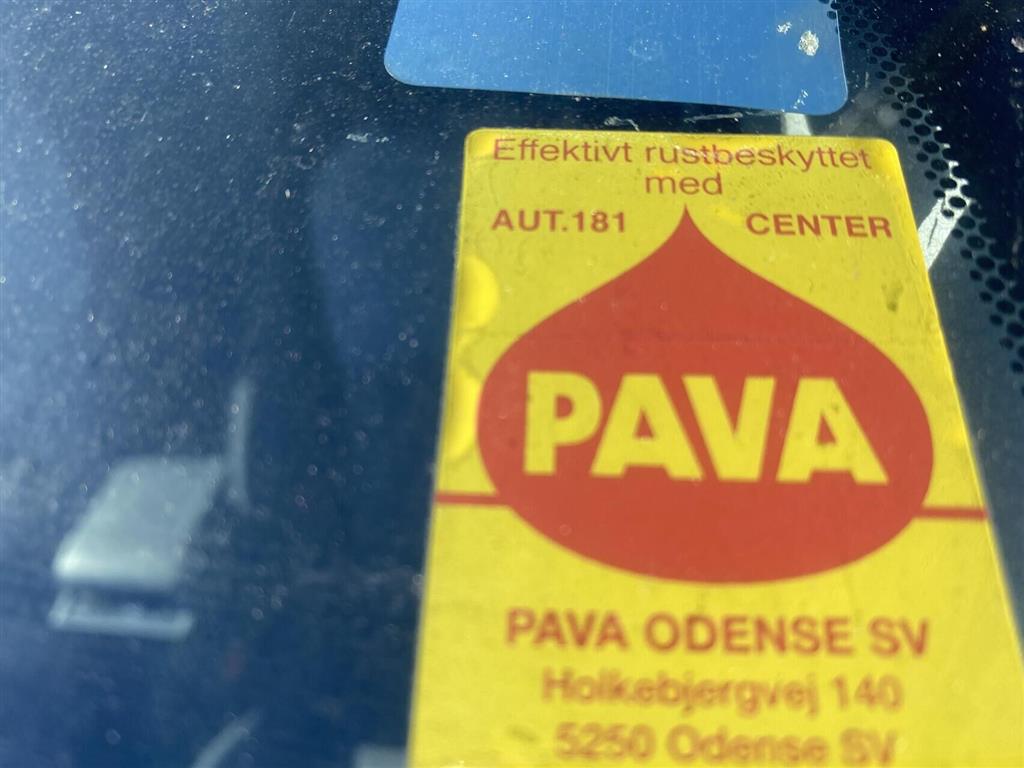 Effektivt rustbeskyttet
med
AUT.181 CENTER
PAVA
PAVA ODENSE SV
Holkebjergvej 140
5250 Odense SV